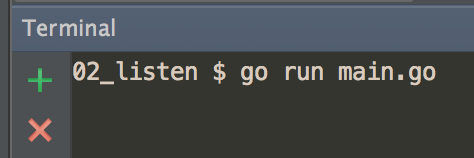 Terminal
02_listen $ go run main.go